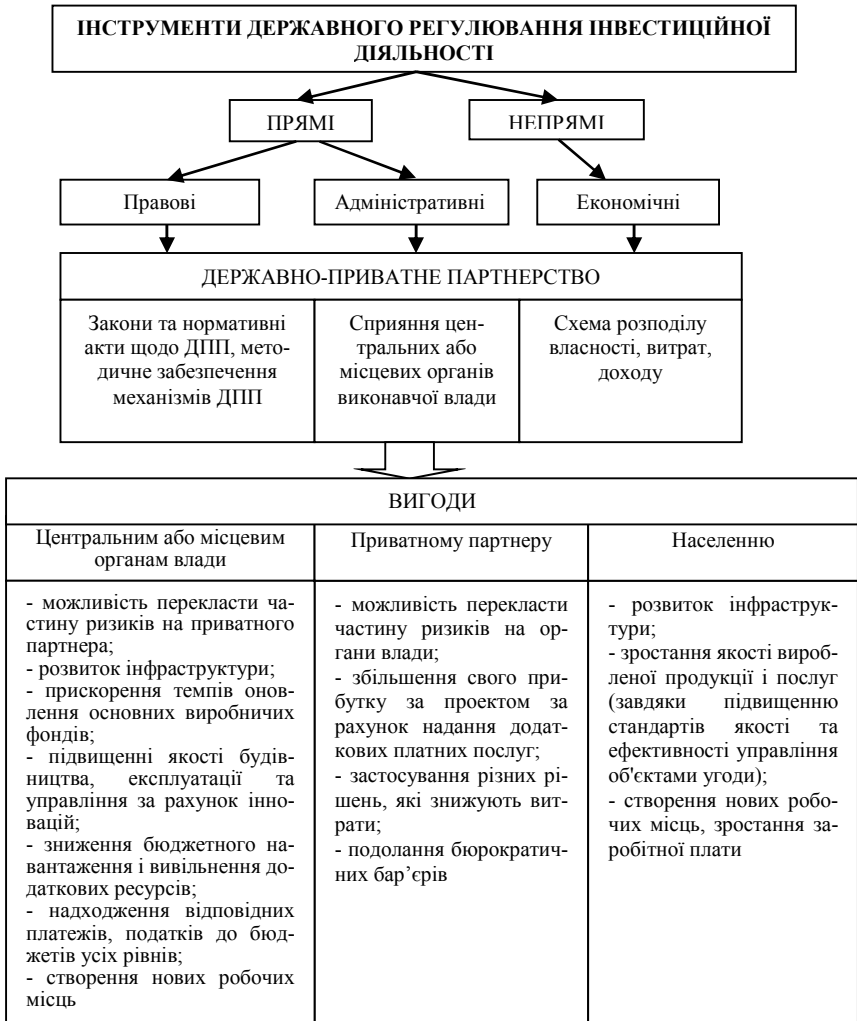 ІНСТРУМЕНТИ ДЕРЖАВНОГО РЕГУЛЮВАННЯ ІНВЕСТИЦІЙНОЇ
ДІЯЛЬНОСТІ
ПРЯМІ
НЕПРЯМІ
Правові
Адміністративні
Економічні
ДЕРЖАВНО-ПРИВАТНЕ ПАРТНЕРСТВО
Закони та нормативні
акти щодо ДПП, мето-
дичне забезпечення
механізмів ДПП
Сприяння цен-
тральних або
місцевих органів
виконавчої влади
Схема розподілу
власності, витрат,
доходу
ВИГОДИ
Центральним або місцевим
органам влади
Приватному партнеру
Населенню
- можливість перекласти ча-
стину ризиків на приватного
партнера;
- розвиток інфраструктури;
- прискорення темпів онов-
лення основних виробничих
фондів;
- підвищенні якості будів-
ництва, експлуатації та
управління за рахунок інно-
вацій;
- зниження бюджетного на-
вантаження і вивільнення до-
даткових ресурсів;
- надходження відповідних
платежів, податків до бюд-
жетів усіх рівнів;
- створення нових робочих
місць
- можливість перекласти
частину ризиків на ор-
гани влади;
- збільшення свого при-
бутку за проектом за
рахунок надання додат-
кових платних послуг;
- застосування різних рі-
шень, які знижують вит-
рати;
- подолання бюрократич-
них бар’єрів
- розвиток інфраструк-
тури;
- зростання якості вироб-
леної продукції і послуг
(завдяки підвищенню
стандартів якості та
ефективності управління
об'єктами угоди);
- створення нових робо-
чих місць, зростання за-
робітної плати